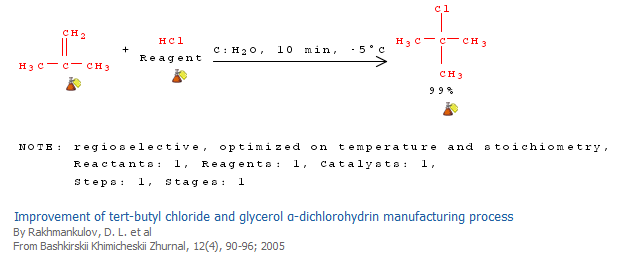 CH2
H3C C CH3
+
HCl
Reagent
C:H2O, 10 min, -5°C
Cl
H3C C CH3
CH3
99%
NOTE: regioselective, optimized on temperature and stoichiometry,
Reactants: 1, Reagents: 1, Catalysts: 1,
Steps: 1, Stages: 1
Improvement of tert-butyl chloride and glycerol α-dichlorohydrin manufacturing process
By Rakhmankulov, D. L. et al
From Bashkirskii Khimicheskii Zhurnal, 12(4), 90-96; 2005